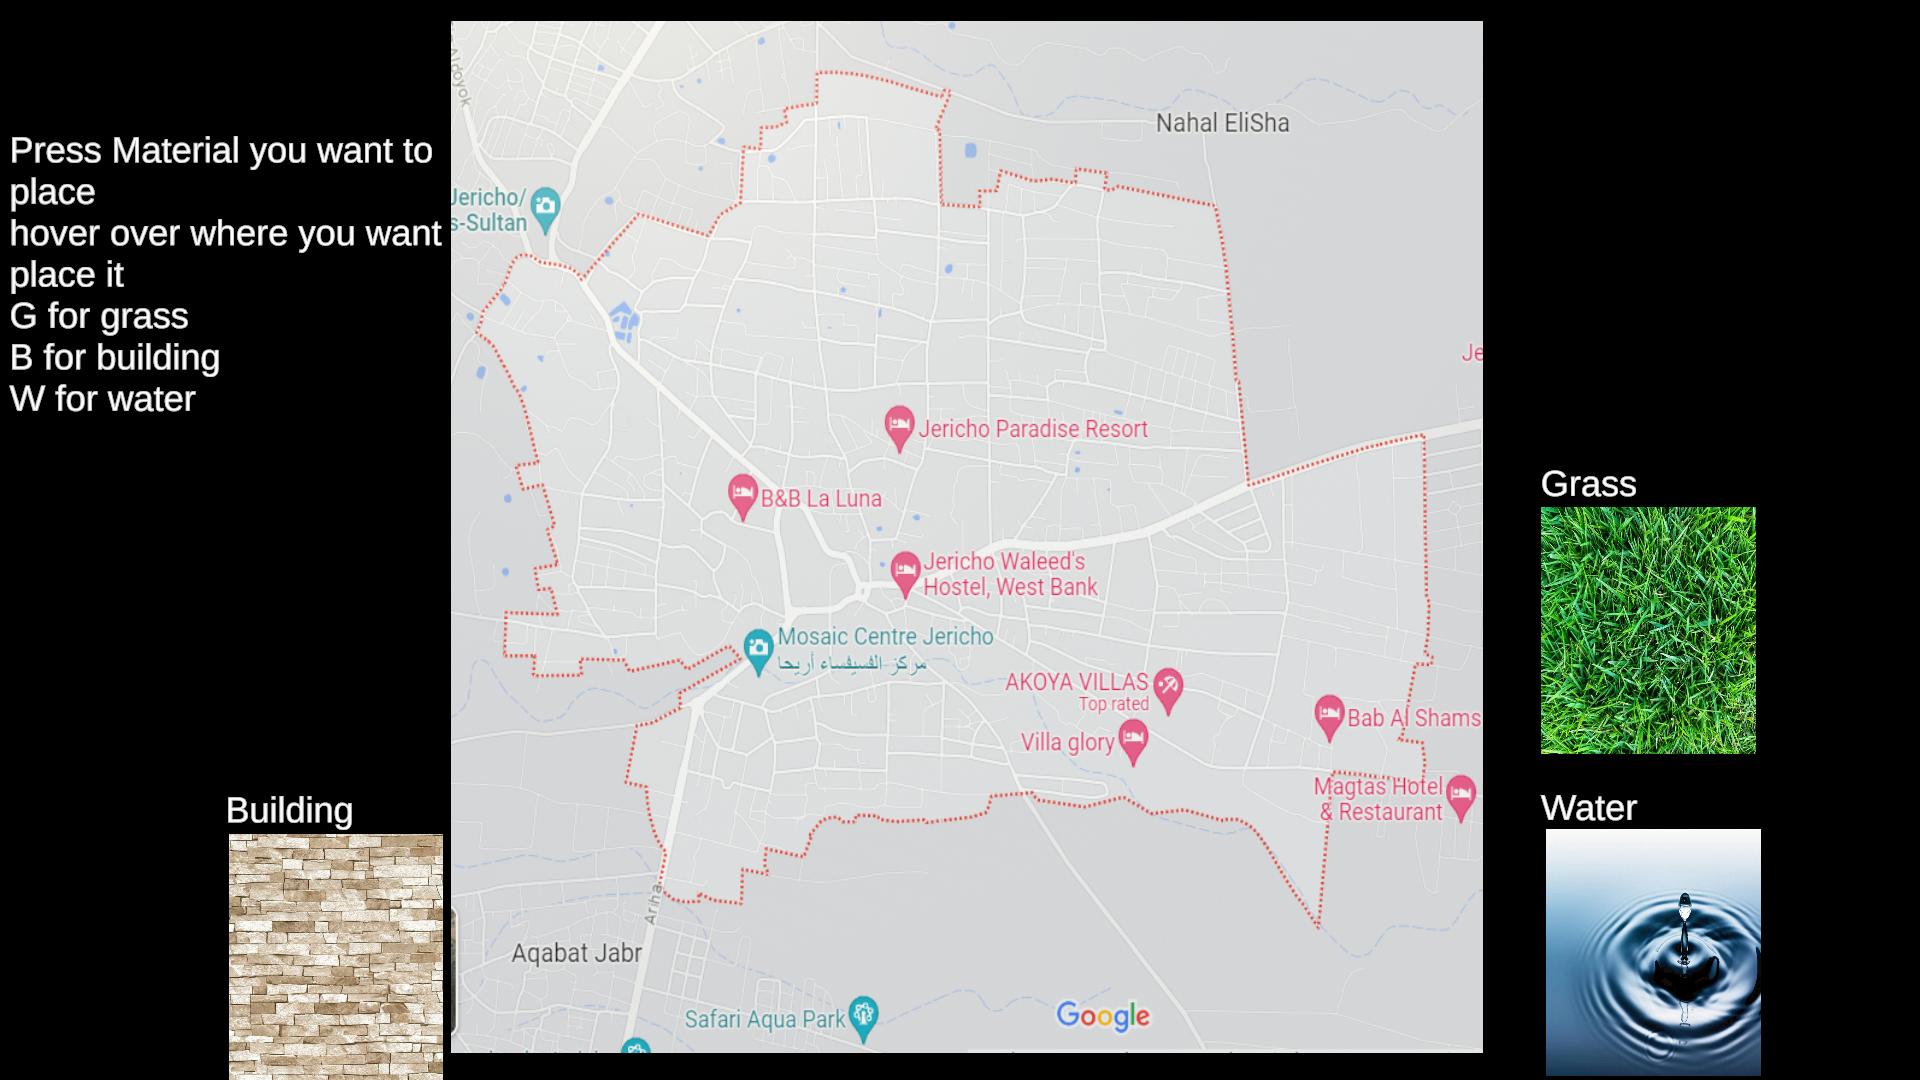 Press Material you want to
place
hover over where you want
place it
G for grass
B for building
W for water
Aldoyok
Nahal EliSha
Jericho/
s-Sultan
Je
Jericho Paradise Resort
B&B La Luna
Jericho Waleed's
Hostel, West Bank
Mosaic Centre Jericho
مركز الفسيفساء أريحا
AKOYA VILLAS
Top rated
Villa glory
Bab Al Shams
Magtas Hotel
& Restaurant
Ariha
Aqabat Jabr
Safari Aqua Park
Google
Grass
Water
Building